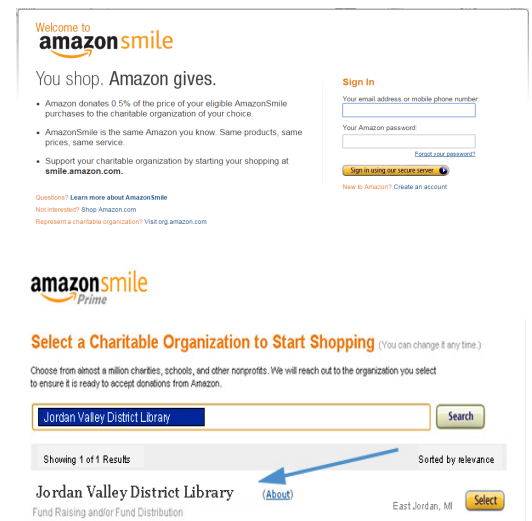 Welcome to
amazonsmile
You shop. Amazon gives.
• Amazon donates 0.5% of the price of your eligible AmazonSmile
purchases to the charitable organization of your choice.
• AmazonSmile is the same Amazon you know. Same products, same
prices, same service.
• Support your charitable organization by starting your shopping at
smile.amazon.com.
Questions? Learn more about AmazonSmile
Not interested? Shop Amazon.com
Represent a charitable organization? Visit org.amazon.com
Sign In
Your email address or mobile phone number:
Your Amazon password:
Forgot your password?
Sign in using our secure server
New to Amazon? Create an account
amazonsmile
Prime
Select a Charitable Organization to Start Shopping (You can change it any time.)
Choose from almost a million charities, schools, and other nonprofits. We will reach out to the organization you select
to ensure it is ready to accept donations from Amazon.
Jordan Valley District Library
Search
Showing 1 of 1 Results
Sorted by relevance
Jordan Valley District Library (About)
Fund Raising and/or Fund Distribution
East Jordan, MI
Select